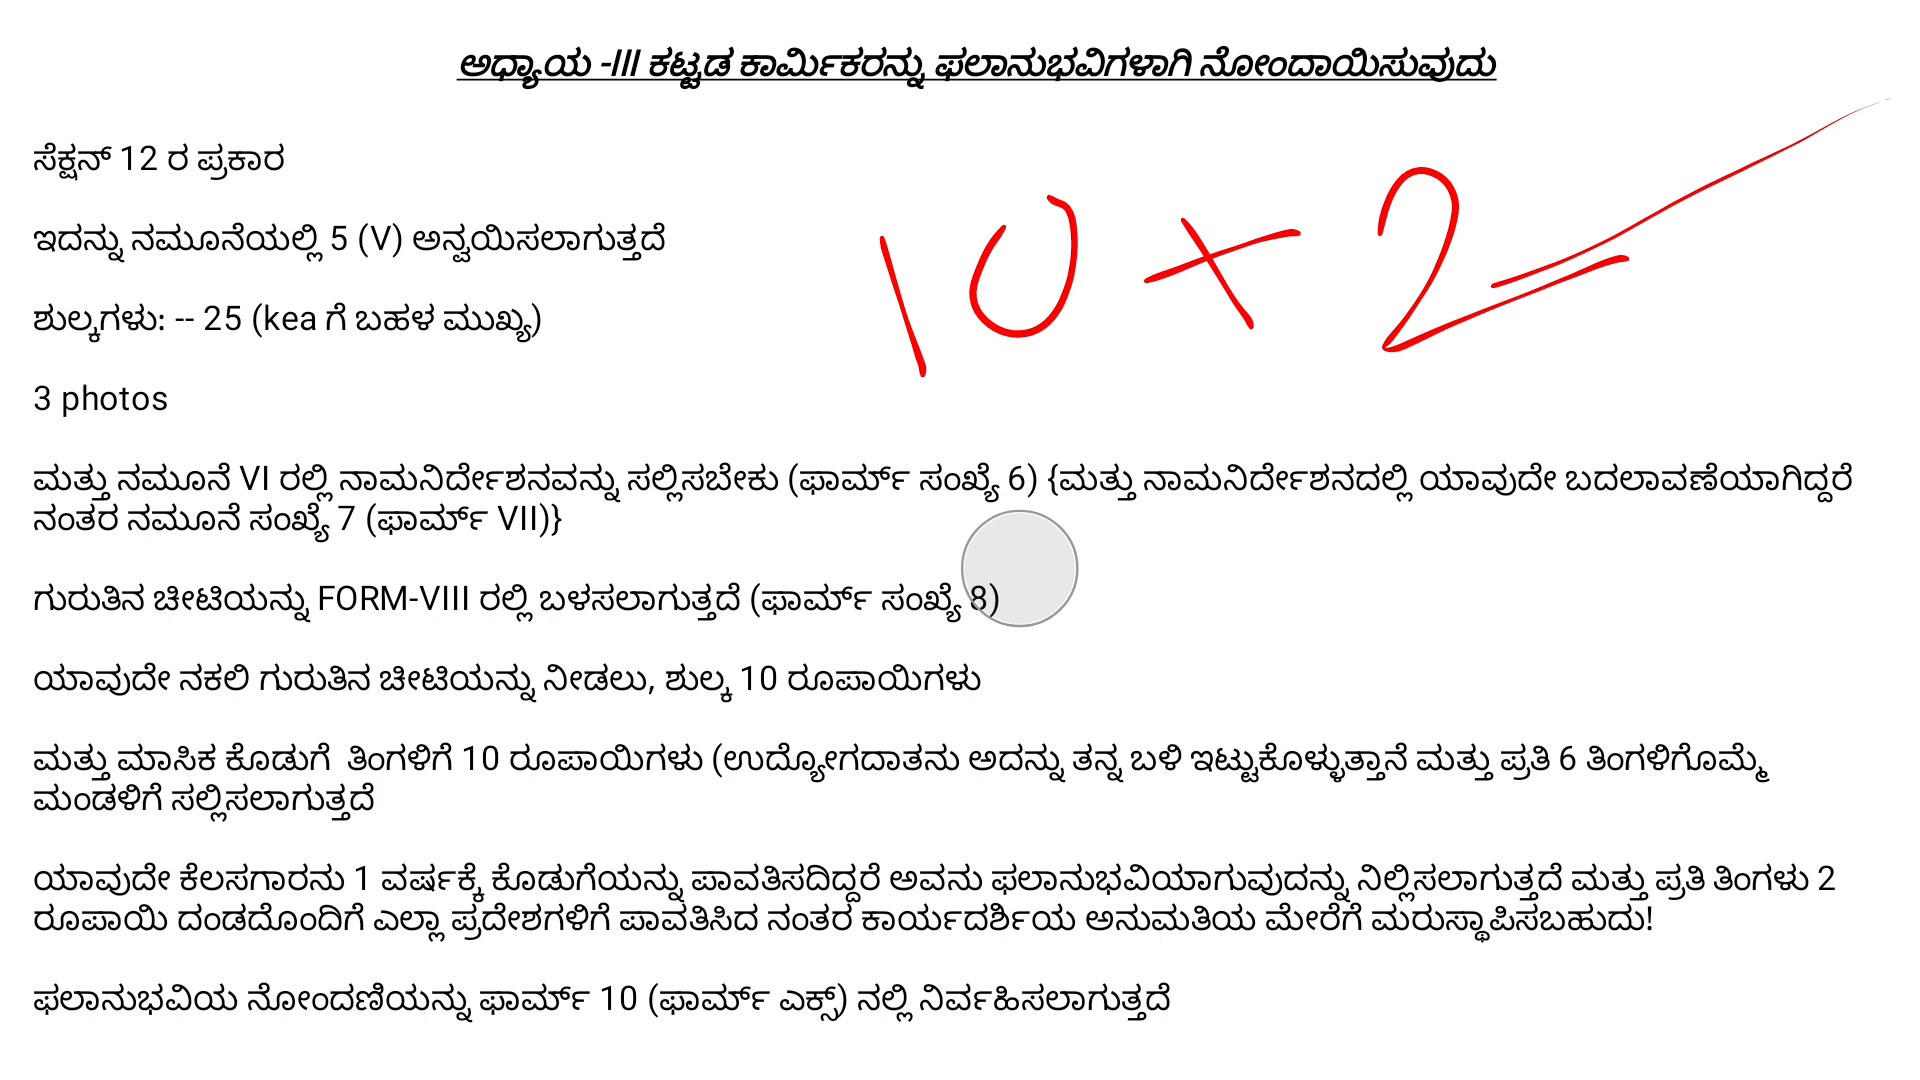 ಅಧ್ಯಾಯ -III ಕಟ್ಟಡ ಕಾರ್ಮಿಕರನ್ನು ಫಲಾನುಭವಿಗಳಾಗಿ ನೋಂದಾಯಿಸುವುದು
ಸೆಕ್ಷನ್ 12 ರ ಪ್ರಕಾರ
10 + 2
ಇದನ್ನು ನಮೂನೆಯಲ್ಲಿ 5 (V) ಅನ್ವಯಿಸಲಾಗುತ್ತದೆ
ಶುಲ್ಕಗಳು: -- 25 (kea ಗೆ ಬಹಳ ಮುಖ್ಯ)
3 photos
ಮತ್ತು ನಮೂನೆ VI ರಲ್ಲಿ ನಾಮನಿರ್ದೇಶನವನ್ನು ಸಲ್ಲಿಸಬೇಕು (ಫಾರ್ಮ್ ಸಂಖ್ಯೆ 6) {ಮತ್ತು ನಾಮನಿರ್ದೇಶನದಲ್ಲಿ ಯಾವುದೇ ಬದಲಾವಣೆಯಾಗಿದ್ದರೆ
ನಂತರ ನಮೂನೆ ಸಂಖ್ಯೆ 7 (ಫಾರ್ಮ್ VII)}
ಗುರುತಿನ ಚೀಟಿಯನ್ನು FORM-VIII ರಲ್ಲಿ ಬಳಸಲಾಗುತ್ತದೆ (ಫಾರ್ಮ್ ಸಂಖ್ಯೆ 8)
ಯಾವುದೇ ನಕಲಿ ಗುರುತಿನ ಚೀಟಿಯನ್ನು ನೀಡಲು, ಶುಲ್ಕ 10 ರೂಪಾಯಿಗಳು
ಮತ್ತು ಮಾಸಿಕ ಕೊಡುಗೆ ತಿಂಗಳಿಗೆ 10 ರೂಪಾಯಿಗಳು (ಉದ್ಯೋಗದಾತನು ಅದನ್ನು ತನ್ನ ಬಳಿ ಇಟ್ಟುಕೊಳ್ಳುತ್ತಾನೆ ಮತ್ತು ಪ್ರತಿ 6 ತಿಂಗಳಿಗೊಮ್ಮೆ
ಮಂಡಳಿಗೆ ಸಲ್ಲಿಸಲಾಗುತ್ತದೆ
ಯಾವುದೇ ಕೆಲಸಗಾರನು 1 ವರ್ಷಕ್ಕೆ ಕೊಡುಗೆಯನ್ನು ಪಾವತಿಸದಿದ್ದರೆ ಅವನು ಫಲಾನುಭವಿಯಾಗುವುದನ್ನು ನಿಲ್ಲಿಸಲಾಗುತ್ತದೆ ಮತ್ತು ಪ್ರತಿ ತಿಂಗಳು 2
ರೂಪಾಯಿ ದಂಡದೊಂದಿಗೆ ಎಲ್ಲಾ ಪ್ರದೇಶಗಳಿಗೆ ಪಾವತಿಸಿದ ನಂತರ ಕಾರ್ಯದರ್ಶಿಯ ಅನುಮತಿಯ ಮೇರೆಗೆ ಮರುಸ್ಥಾಪಿಸಬಹುದು!
ಫಲಾನುಭವಿಯ ನೋಂದಣಿಯನ್ನು ಫಾರ್ಮ್ 10 (ಫಾರ್ಮ್ ಎಕ್ಸ್) ನಲ್ಲಿ ನಿರ್ವಹಿಸಲಾಗುತ್ತದೆ